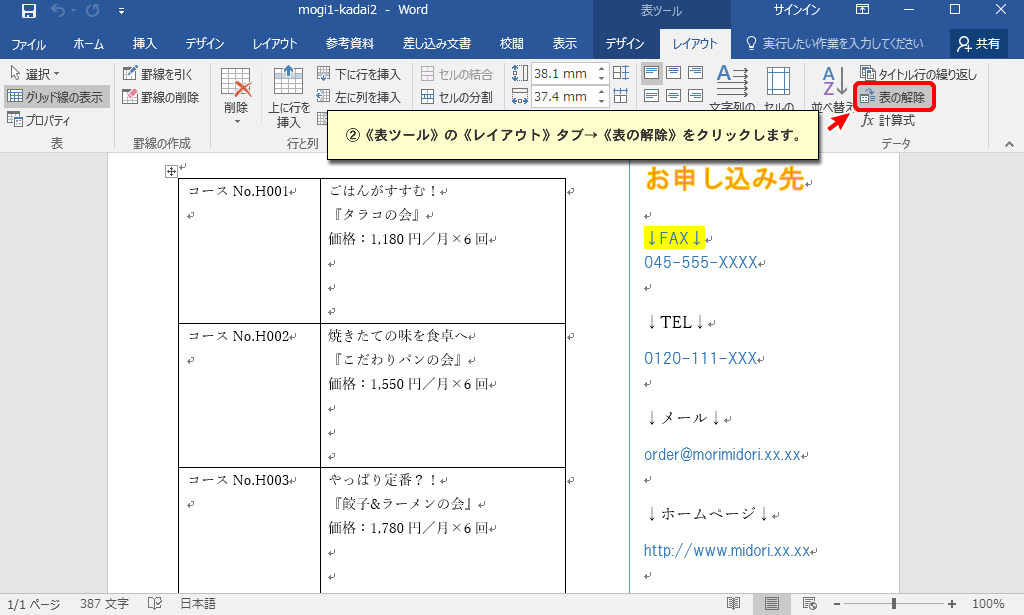 mogi1-kadai2 - Word
表ツール
サインイン
ファイル ホーム 挿入 デザイン レイアウト 参考資料 差し込み文書 校閲 表示 デザイン レイアウト 実行したい作業を入力してください 共有
選択
グリッド線の表示
プロパティ
表
罫線を引く
罫線の削除
罫線の作成
削除
上に行を
挿入
下に行を挿入
左に列を挿入
行と列
セルの結合
セルの分割
38.1 mm
37.4 mm
文字列の
セルの
並べ替え
タイトル行の繰り返し
表の解除
fx 計算式
データ
②《表ツール》の《レイアウト》タブ→《表の解除》をクリックします。
コース No.H001
ごはんがすすむ！
『タラコの会』
価格：1,180 円／月×6 回
コース No.H002
焼きたての味を食卓へ
『こだわりパンの会』
価格：1,550 円／月×6 回
コース No.H003
やっぱり定番？！
『餃子&ラーメンの会』
価格：1,780 円／月×6 回
お申し込み先
↓FAX↓
045-555-XXXX
↓TEL↓
0120-111-XXX
↓メール↓
order@morimidori.xx.xx
↓ホームページ↓
http://www.midori.xx.xx
1/1 ページ 387 文字 日本語 100%